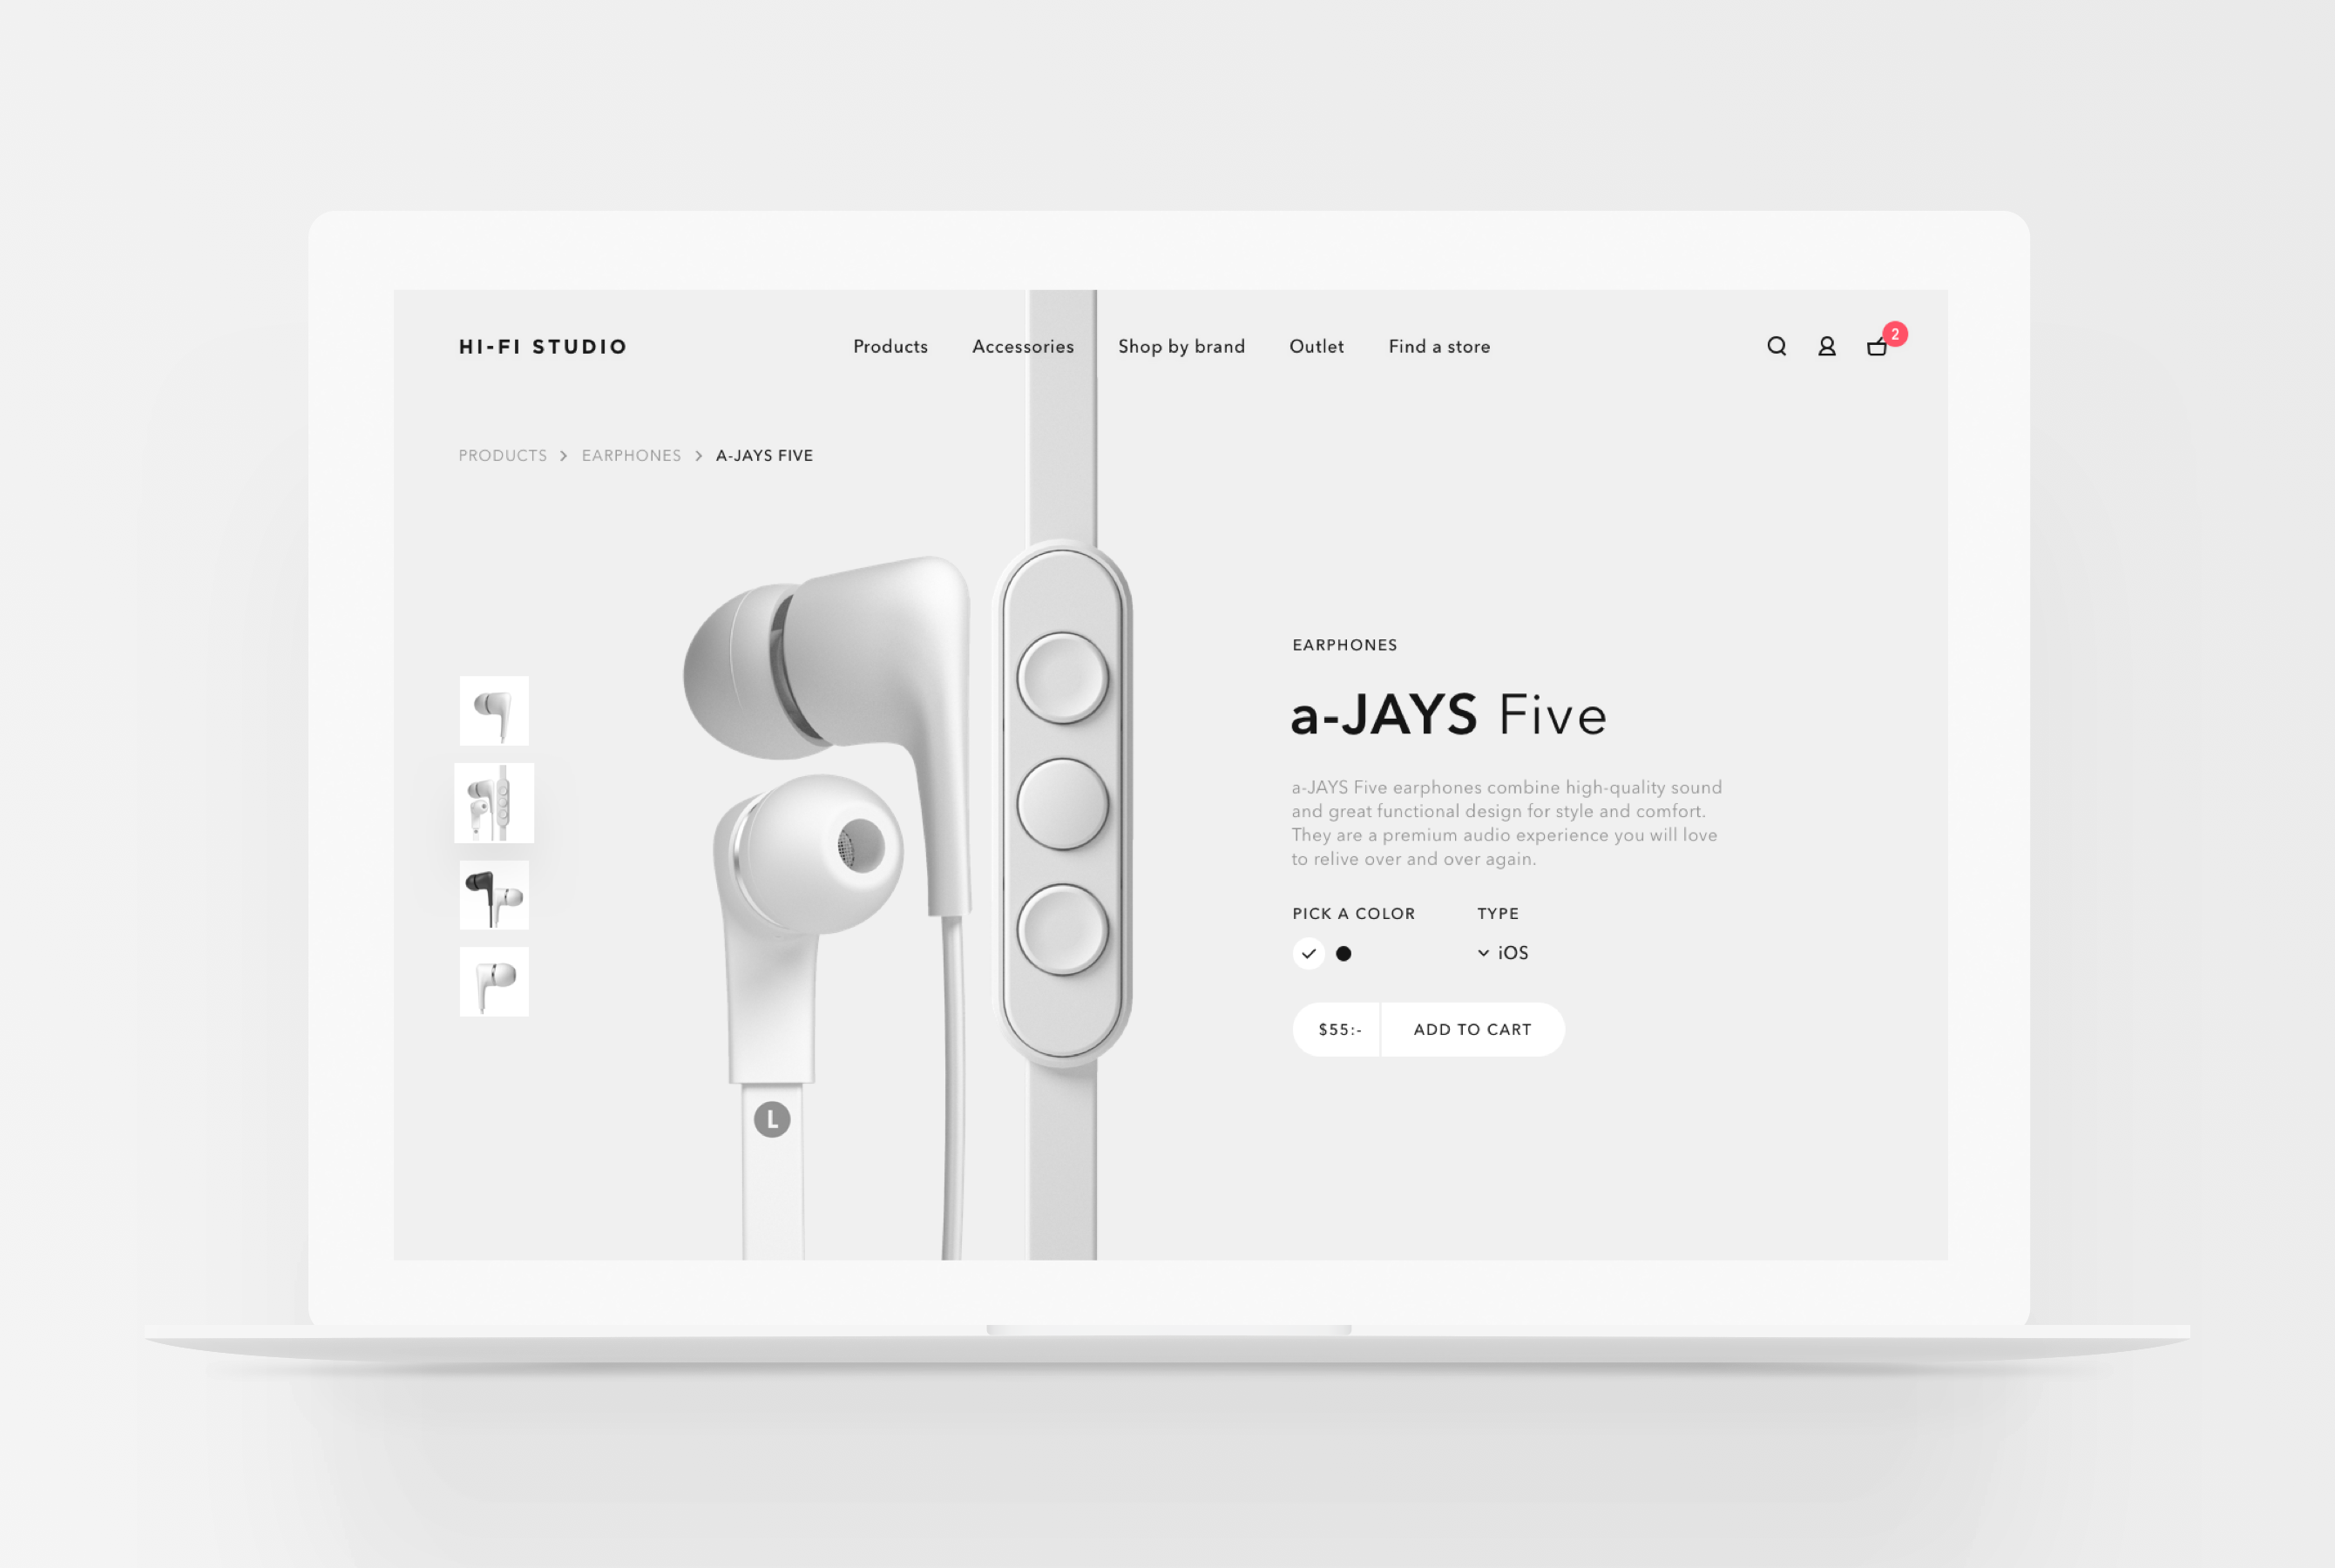 HI-FI STUDIO
Products
Accessories
Shop by brand
Outlet
Find a store
2
PRODUCTS > EARPHONES > A-JAYS FIVE
EARPHONES
a-JAYS Five
a-JAYS Five earphones combine high-quality sound
and great functional design for style and comfort.
They are a premium audio experience you will love
to relive over and over again.
PICK A COLOR
TYPE
iOS
$55:-
ADD TO CART
L